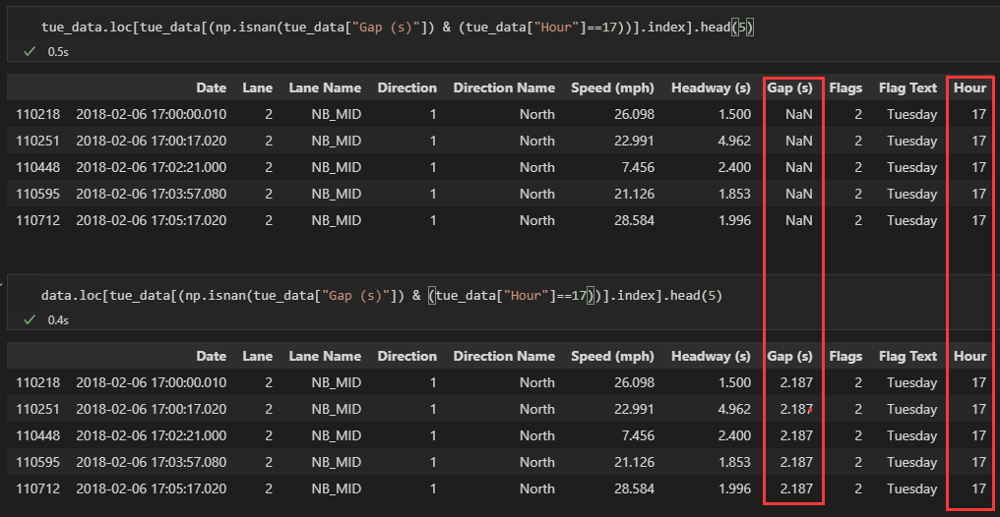 tue_data.loc[tue_data[(np.isnan(tue_data["Gap (s)"]) & (tue_data["Hour"]==17))].index].head(5)
0.5s
Date Lane Lane Name Direction Direction Name Speed (mph) Headway (s) Gap (s) Flags Flag Text Hour
110218 2018-02-06 17:00:00.010 2 NB_MID 1 North 26.098 1.500 NaN 2 Tuesday 17
110251 2018-02-06 17:00:17.020 2 NB_MID 1 North 22.991 4.962 NaN 2 Tuesday 17
110448 2018-02-06 17:02:21.000 2 NB_MID 1 North 7.456 2.400 NaN 2 Tuesday 17
110595 2018-02-06 17:03:57.080 2 NB_MID 1 North 21.126 1.853 NaN 2 Tuesday 17
110712 2018-02-06 17:05:17.020 2 NB_MID 1 North 28.584 1.996 NaN 2 Tuesday 17
data.loc[tue_data[(np.isnan(tue_data["Gap (s)"]) & (tue_data["Hour"]==17))].index].head(5)
0.4s
Date Lane Lane Name Direction Direction Name Speed (mph) Headway (s) Gap (s) Flags Flag Text Hour
110218 2018-02-06 17:00:00.010 2 NB_MID 1 North 26.098 1.500 2.187 2 Tuesday 17
110251 2018-02-06 17:00:17.020 2 NB_MID 1 North 22.991 4.962 2.187 2 Tuesday 17
110448 2018-02-06 17:02:21.000 2 NB_MID 1 North 7.456 2.400 2.187 2 Tuesday 17
110595 2018-02-06 17:03:57.080 2 NB_MID 1 North 21.126 1.853 2.187 2 Tuesday 17
110712 2018-02-06 17:05:17.020 2 NB_MID 1 North 28.584 1.996 2.187 2 Tuesday 17